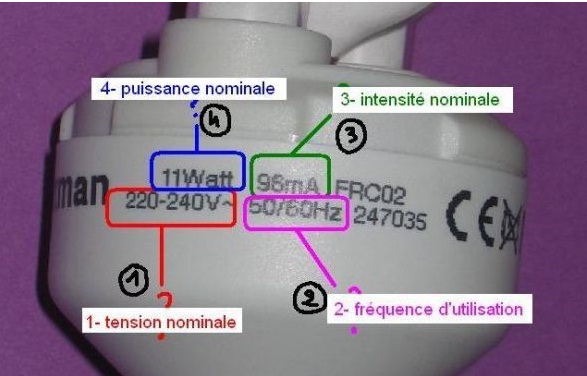 4- puissance nominale
?
4
3- intensité nominale
3
11Watt 96mA FRC02
man 220-240V~ 50/60Hz 247035 CE
1
2
1- tension nominale
?
2- fréquence d'utilisation
?